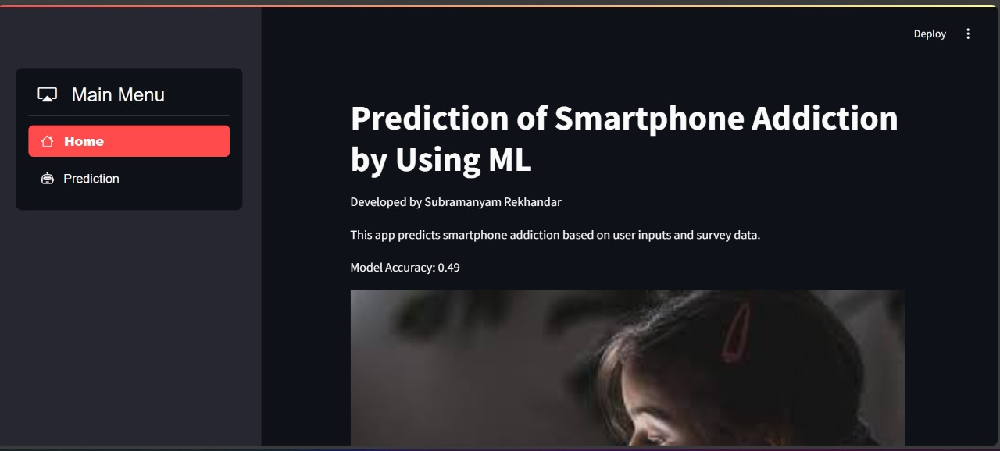 Deploy
Main Menu
Home
Prediction
Prediction of Smartphone Addiction
by Using ML
Developed by Subramanyam Rekhandar
This app predicts smartphone addiction based on user inputs and survey data.
Model Accuracy: 0.49